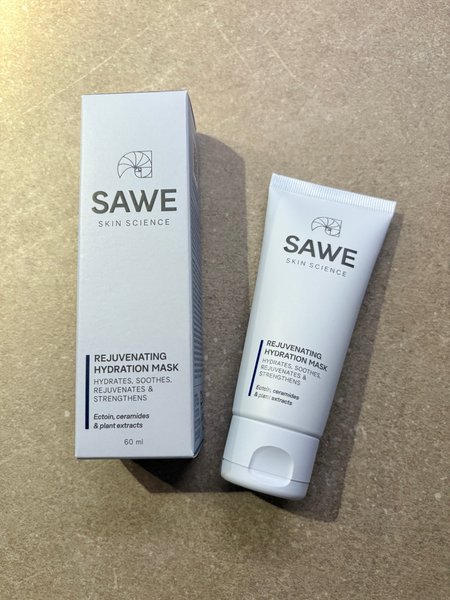 SAWE
SKIN SCIENCE
REJUVENATING
HYDRATION MASK
HYDRATES, SOOTHES,
REJUVENATES &
STRENGTHENS
Ectoin, ceramides
& plant extracts
60 ml
SAWE
SKIN SCIENCE
REJUVENATING
HYDRATION MASK
HYDRATES, SOOTHES,
REJUVENATES &
STRENGTHENS
Ectoin, ceramides
& plant extracts